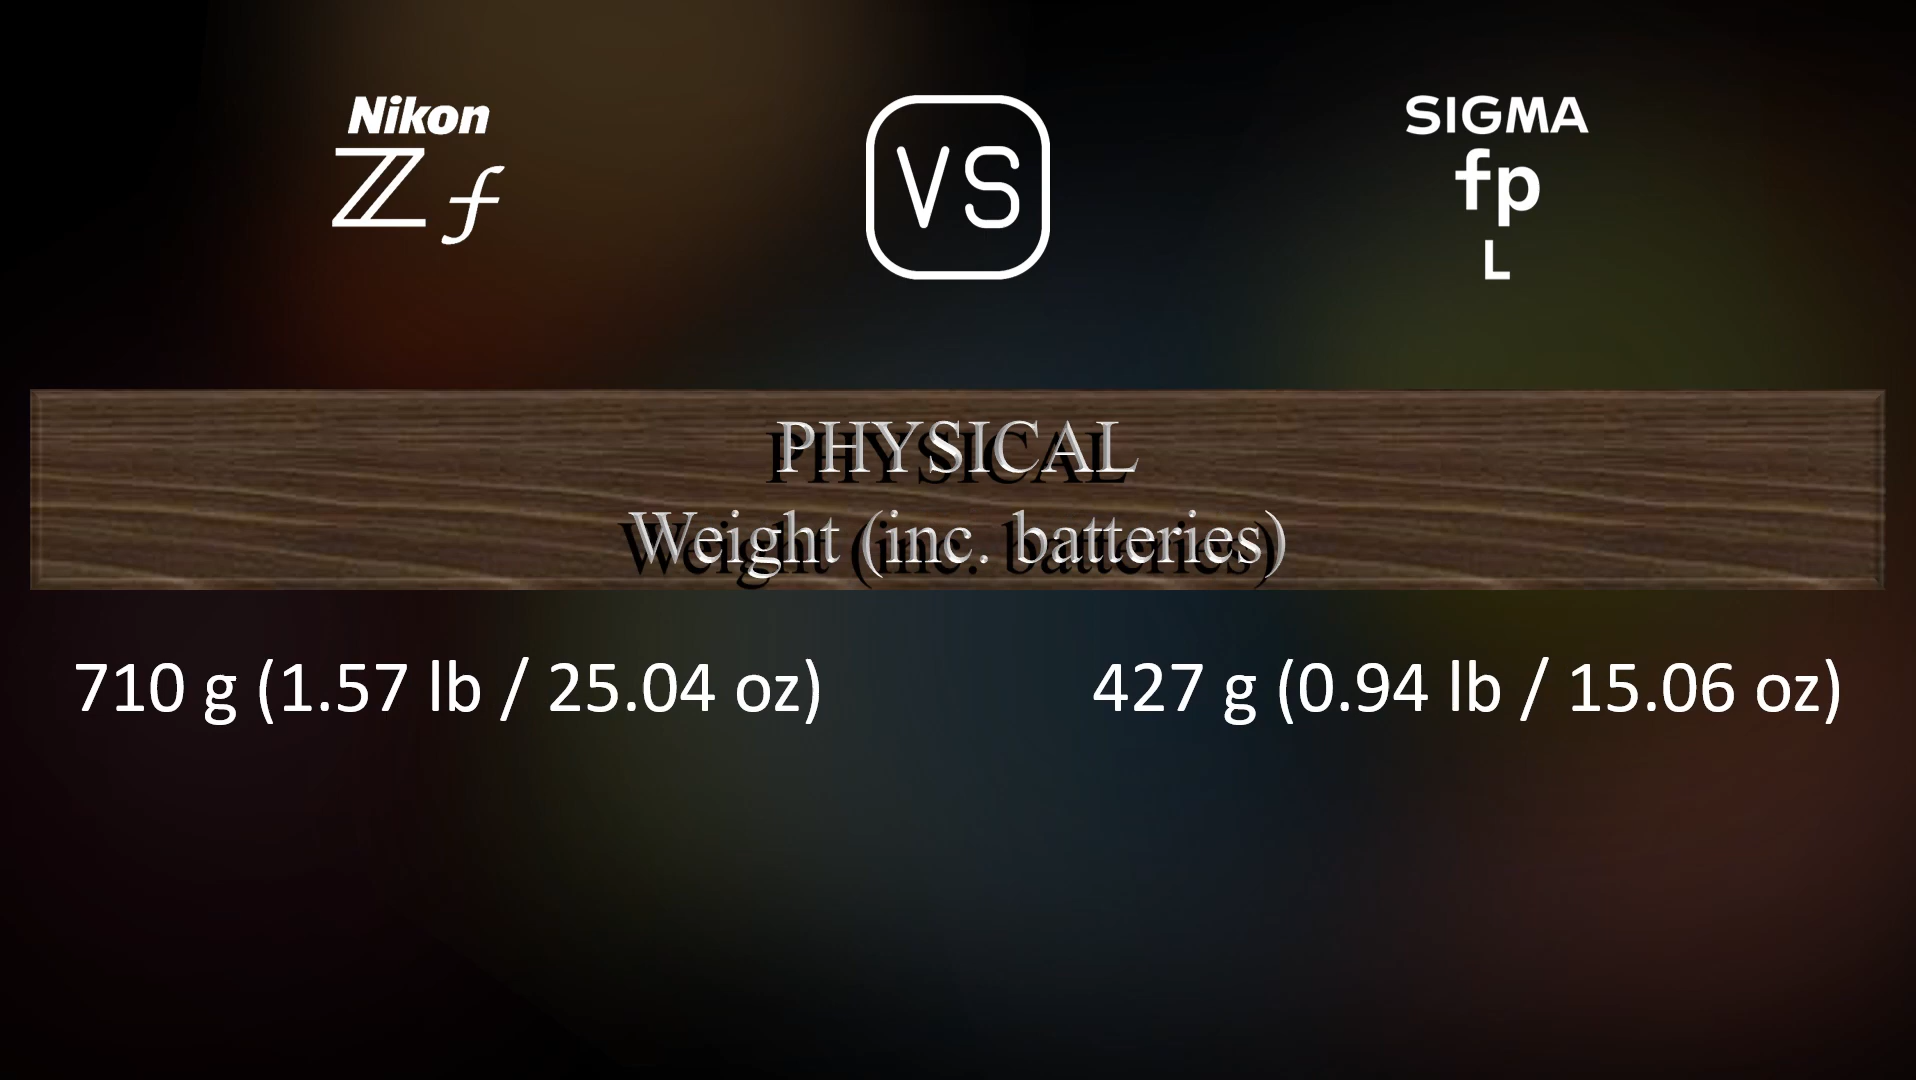 Nikon
Z f
VS
SIGMA
fp
L
PHYSICAL
Weight (inc. batteries)
710 g (1.57 lb / 25.04 oz)
427 g (0.94 lb / 15.06 oz)